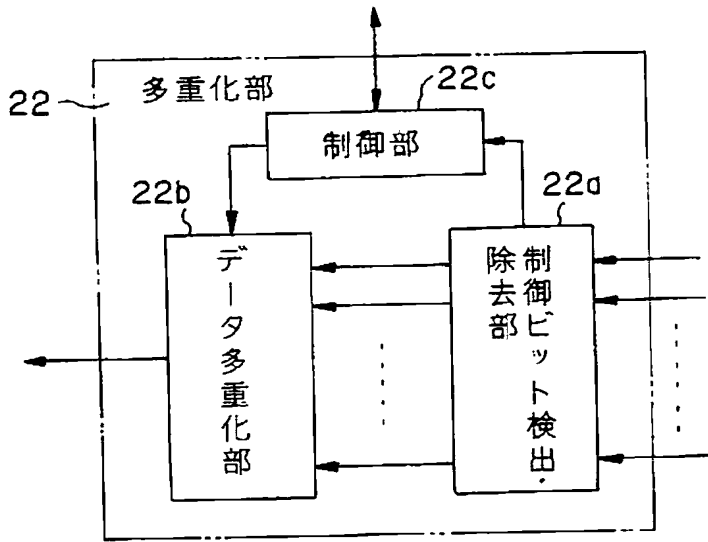 22
多重化部
22c
制御部
22b
22a
データ多重化部
制御ビット検出・
除去部